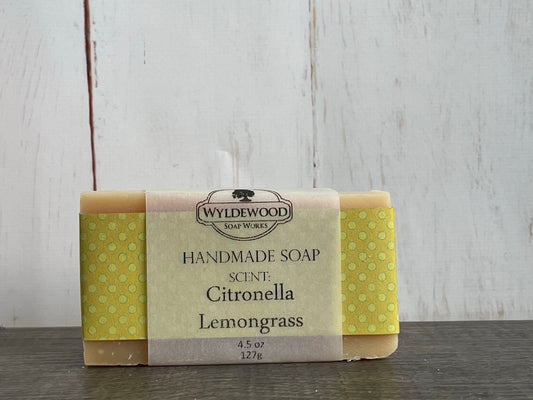 WYLDEWOOD
SOAP WORKS
HANDMADE SOAP
SCENT:
Citronella
Lemongrass
4.5 oz
127g